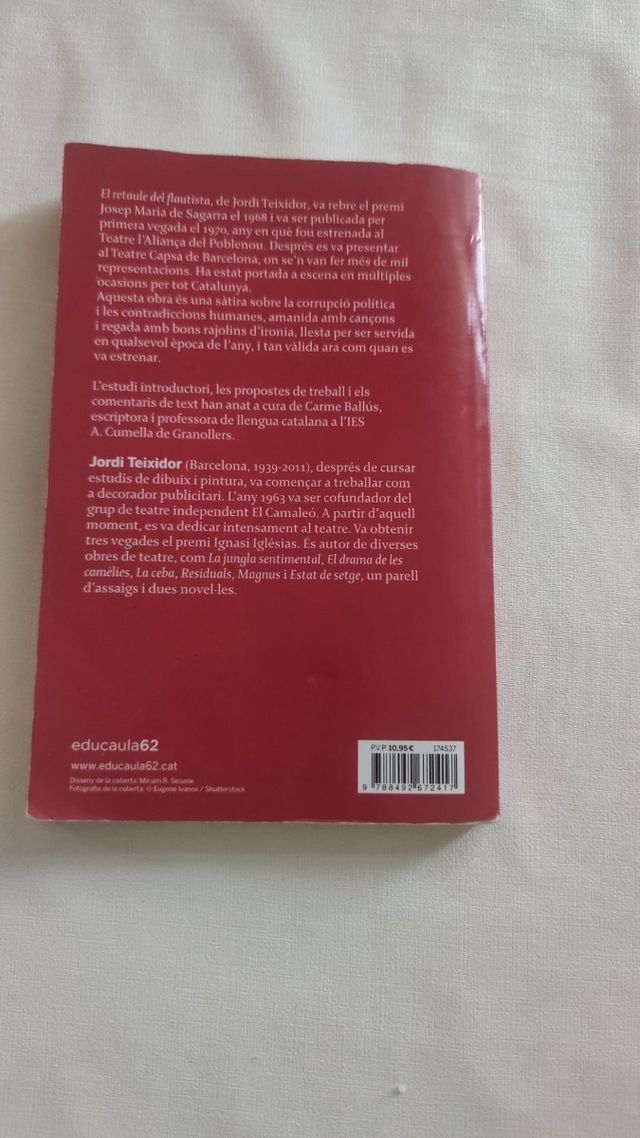 El retaule del flautista, de Jordi Teixidor, va rebre el premi
Josep Maria de Sagarra el 1968 i va ser publicada per
primera vegada el 1970, any en què fou estrenada al
Teatre l'Aliança del Poblenou. Després es va presentar
al Teatre Capsa de Barcelona, on se'n van fer més de mil
representacions. Ha estat portada a escena en múltiples
ocasions per tot Catalunya.
Aquesta obra és una sàtira sobre la corrupció política
i les contradiccions humanes, amanida amb cançons
i regada amb bons rajolins d'ironia, llesta per ser servida
en qualsevol època de l'any, i tan vàlida ara com quan es
va estrenar.
L'estudi introductori, les propostes de treball i els
comentaris de text han anat a cura de Carme Ballús,
escriptora i professora de llengua catalana a l'IES
A. Cumella de Granollers.
Jordi Teixidor (Barcelona, 1939-2011), després de cursar
estudis de dibuix i pintura, va començar a treballar com
a decorador publicitari. L'any 1963 va ser cofundador del
grup de teatre independent El Camaleó. A partir d'aquell
moment, es va dedicar intensament al teatre. Va obtenir
tres vegades el premi Ignasi Iglésias. És autor de diverses
obres de teatre, com La jungla sentimental, El drama de les
camèlies, La ceba, Residuals, Magnus i Estat de setge, un parell
d'assaigs i dues novel·les.
educaula62
www.educaula62.cat
Disseny de la coberta: Miriam R. Seoane
Fotografia de la coberta: © Eugene Ivanov / Shutterstock
P.V.P. 10,95 € 174537
9 788492 672417